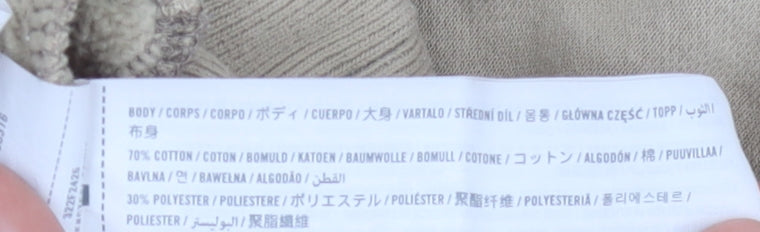 BODY / CORPS / CORPO / ボディ / CUERPO / 大身 / VARTALO / STŘEDNÍ DÍL / 몸통 / GŁÓWNA CZĘŚĆ / TOPP / الثوب /
布身
70% COTTON / COTON / BOMULD / KATOEN / BAUMWOLLE / BOMULL / COTONE / コットン / ALGODÓN / 棉 / PUUVILLAA /
BAVLNA / 면 / BAWEŁNA / ALGODÃO / القطن
30% POLYESTER / POLYESTERE / ポリエステル / POLIÉSTER / 聚酯纤维 / POLYESTERIÄ / 폴리에스테르 /
POLIESTER / البوليستر / 聚脂纖維